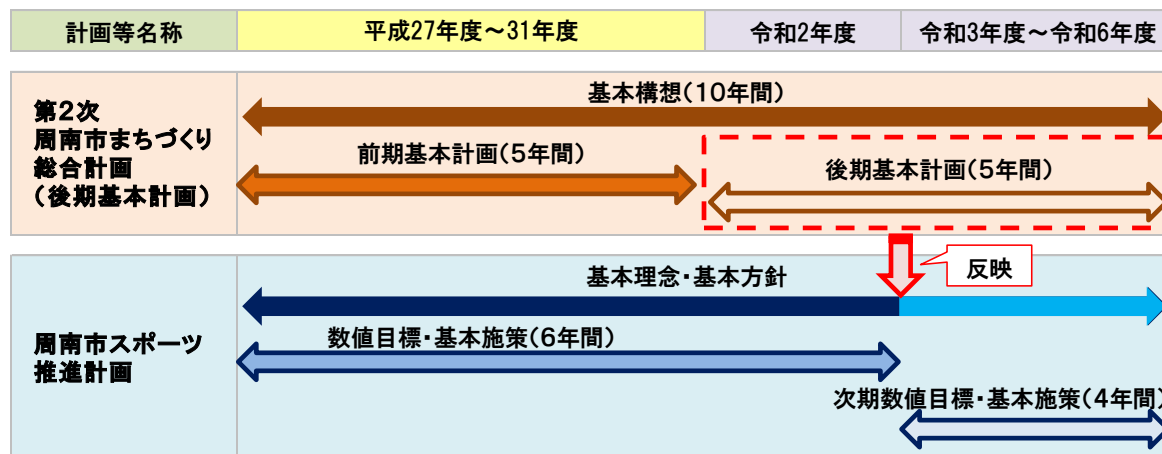 計画等名称
平成27年度～31年度
令和2年度
令和3年度～令和6年度
第2次
周南市まちづくり
総合計画
(後期基本計画)
基本構想(10年間)
前期基本計画(5年間)
後期基本計画(5年間)
反映
周南市スポーツ
推進計画
基本理念・基本方針
数値目標・基本施策(6年間)
次期数値目標・基本施策(4年間)